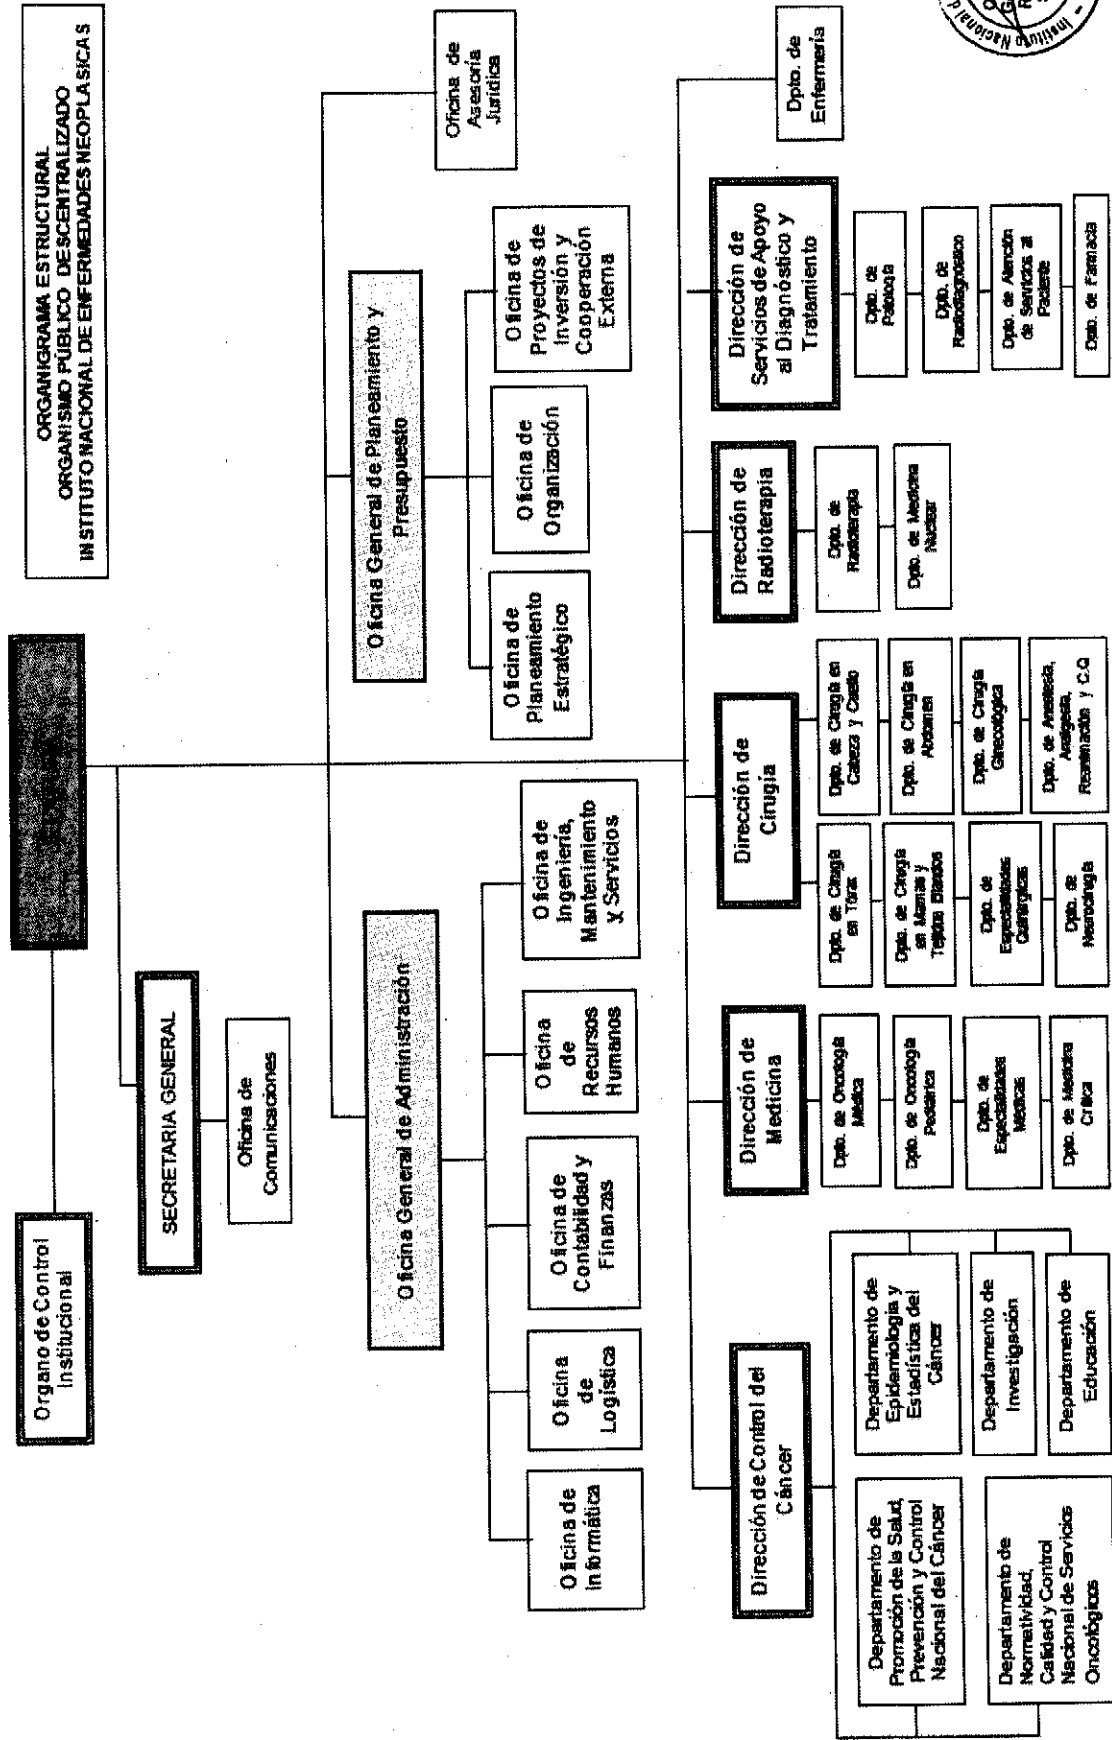 ORGANIGRAMA ESTRUCTURAL
ORGANISMO PÚBLICO DESCENTRALIZADO
INSTITUTO NACIONAL DE ENFERMEDADES NEOPLASICAS
Organo de Control
Institucional
SECRETARIA GENERAL
Oficina de
Comunicaciones
Oficina General de Administración
Oficina General de Planeamiento y
Presupuesto
Oficina de
Asesoría
Jurídica
Oficina de
Informática
Oficina
de
Logística
Oficina de
Contabilidad y
Finanzas
Oficina
de
Recursos
Humanos
Oficina de
Ingeniería,
Mantenimiento
y Servicios
Oficina de
Planeamiento
Estratégico
Oficina de
Organización
Oficina de
Proyectos de
Inversión y
Cooperación
Externa
Dirección de Control del
Cáncer
Departamento de
Promoción de la Salud,
Prevención y Control
Nacional del Cáncer
Departamento de
Normatividad,
Calidad y Control
Nacional de Servicios
Oncológicos
Departamento de
Epidemiología y
Estadística del
Cáncer
Departamento de
Investigación
Departamento de
Educación
Dirección de
Medicina
Dpto. de Oncología
Médica
Dpto. de Oncología
Pediátrica
Dpto. de
Especialidades
Médicas
Dpto. de Medicina
Crítica
Dirección de
Cirugía
Dpto. de Cirugía
en Tórax
Dpto. de Cirugía
en Mamas y
Tejidos Blandos
Dpto. de
Especialidades
Quirúrgicas
Dpto. de
Neurocirugía
Dpto. de Cirugía en
Cabeza y Cuello
Dpto. de Cirugía en
Abdomen
Dpto. de Cirugía
Ginecológica
Dpto. de Anestesia,
Analgesia,
Reanimación y C.Q
Dirección de
Radioterapia
Dpto. de
Radioterapia
Dpto. de Medicina
Nuclear
Dirección de
Servicios de Apoyo
al Diagnóstico y
Tratamiento
Dpto. de
Patología
Dpto. de
Radiodiagnóstico
Dpto. de Atención
de Servicios al
Paciente
Dpto. de Farmacia
Dpto. de
Enfermería
Instituto Nacional d